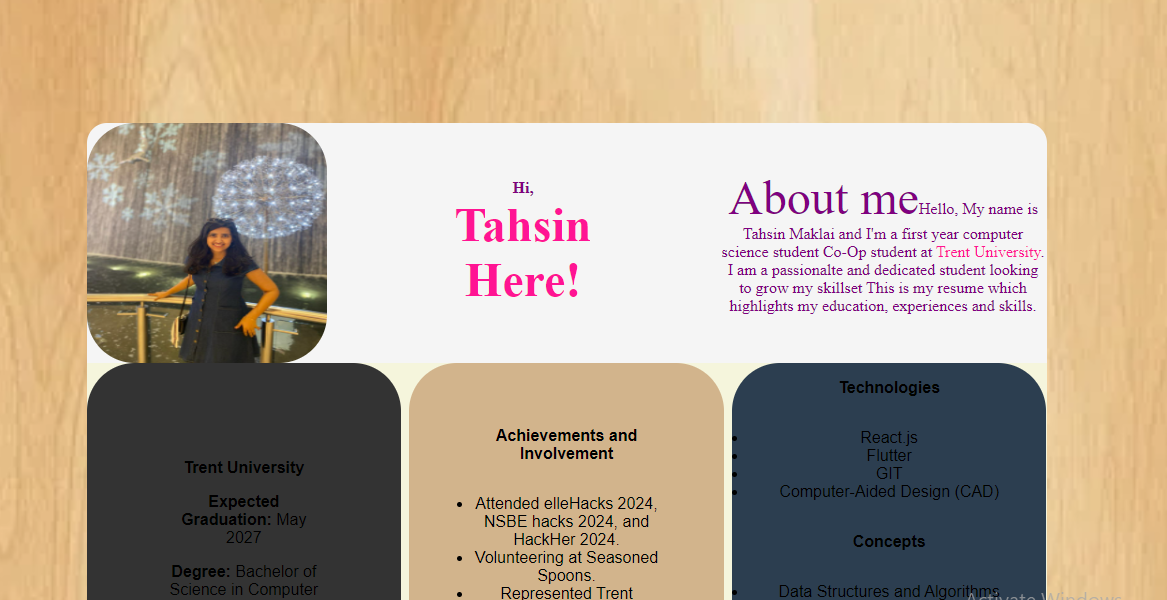 Hi,
Tahsin
Here!
About me Hello, My name is
Tahsin Maklai and I'm a first year computer
science student Co-Op student at Trent University.
I am a passionalte and dedicated student looking
to grow my skillset This is my resume which
highlights my education, experiences and skills.
Trent University
Expected
Graduation: May
2027
Degree: Bachelor of
Science in Computer
Achievements and
Involvement
Attended elleHacks 2024,
NSBE hacks 2024, and
HackHer 2024.
Volunteering at Seasoned
Spoons.
Represented Trent
Technologies
React.js
Flutter
GIT
Computer-Aided Design (CAD)
Concepts
Data Structures and Algorithms
Activate Windows